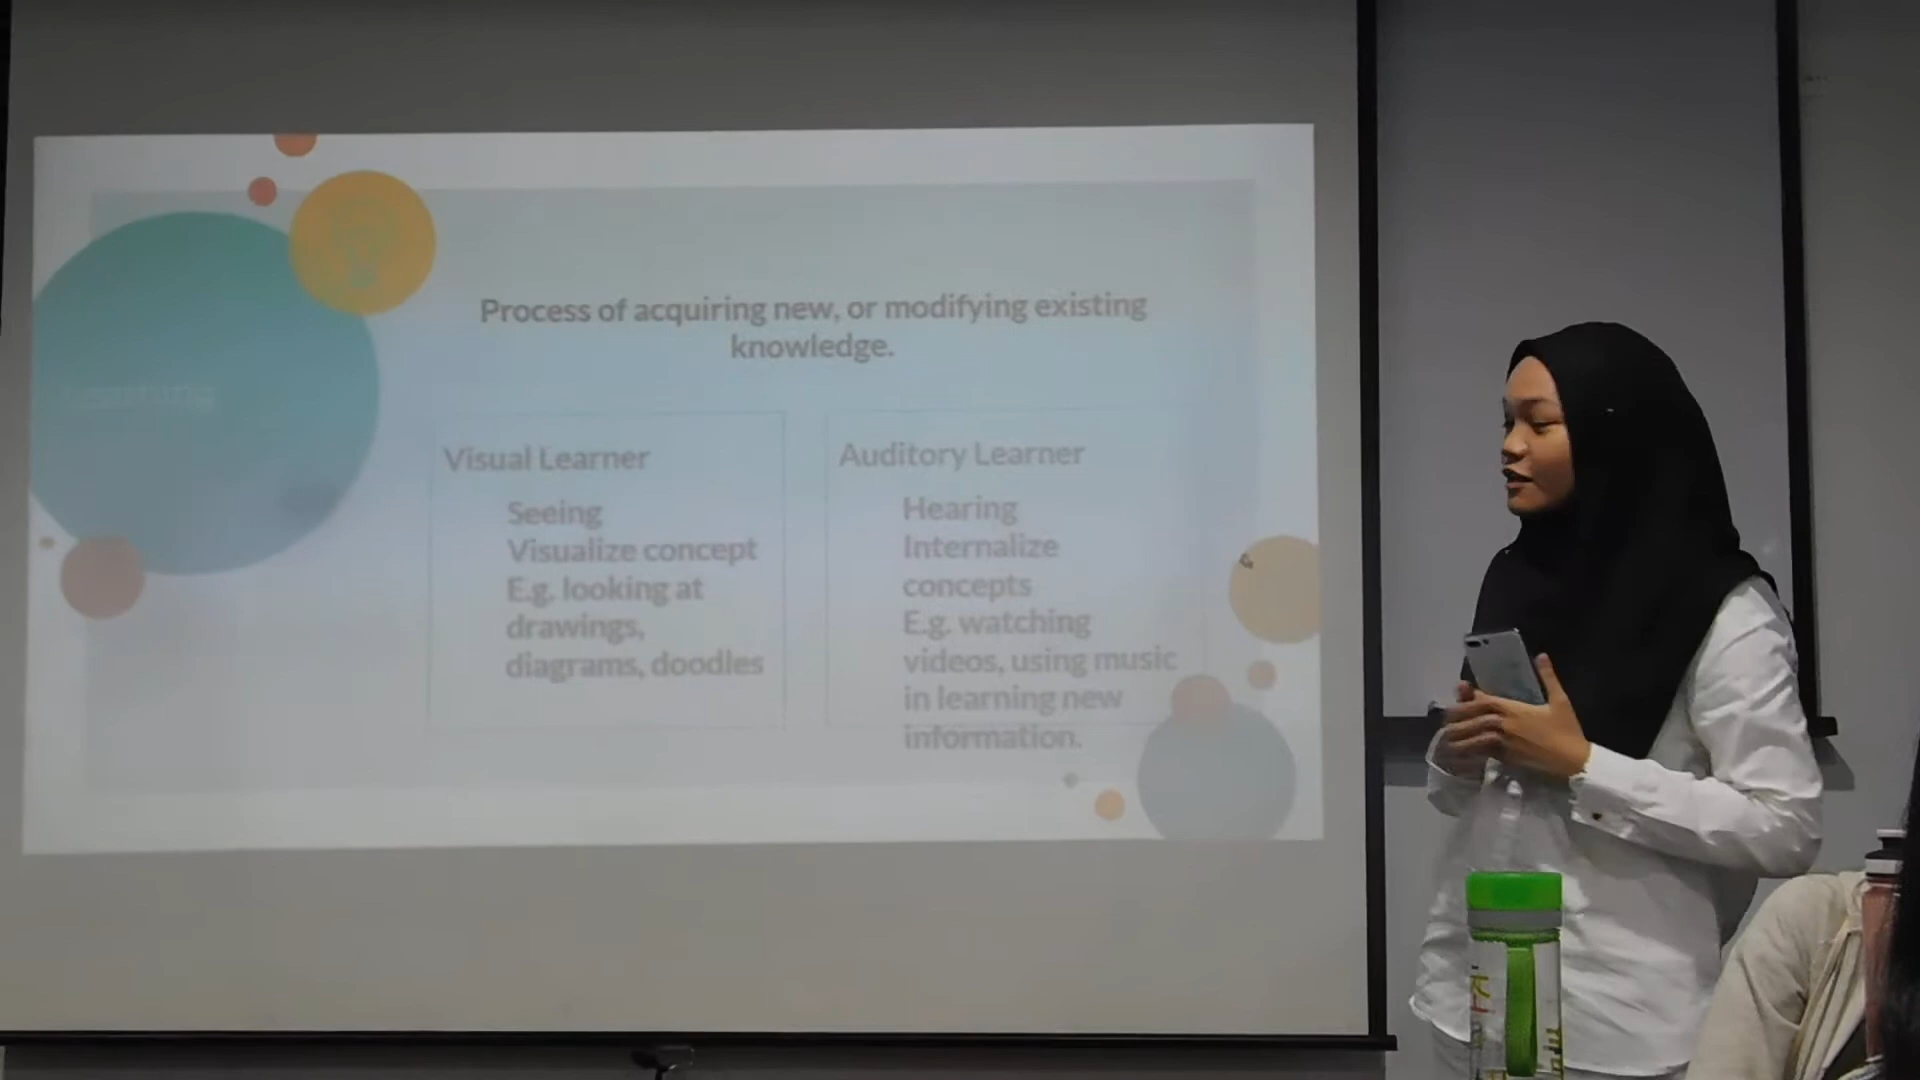 Learning
Process of acquiring new, or modifying existing
knowledge.
Visual Learner
Seeing
Visualize concept
E.g. looking at
drawings,
diagrams, doodles
Auditory Learner
Hearing
Internalize
concepts
E.g. watching
videos, using music
in learning new
information.